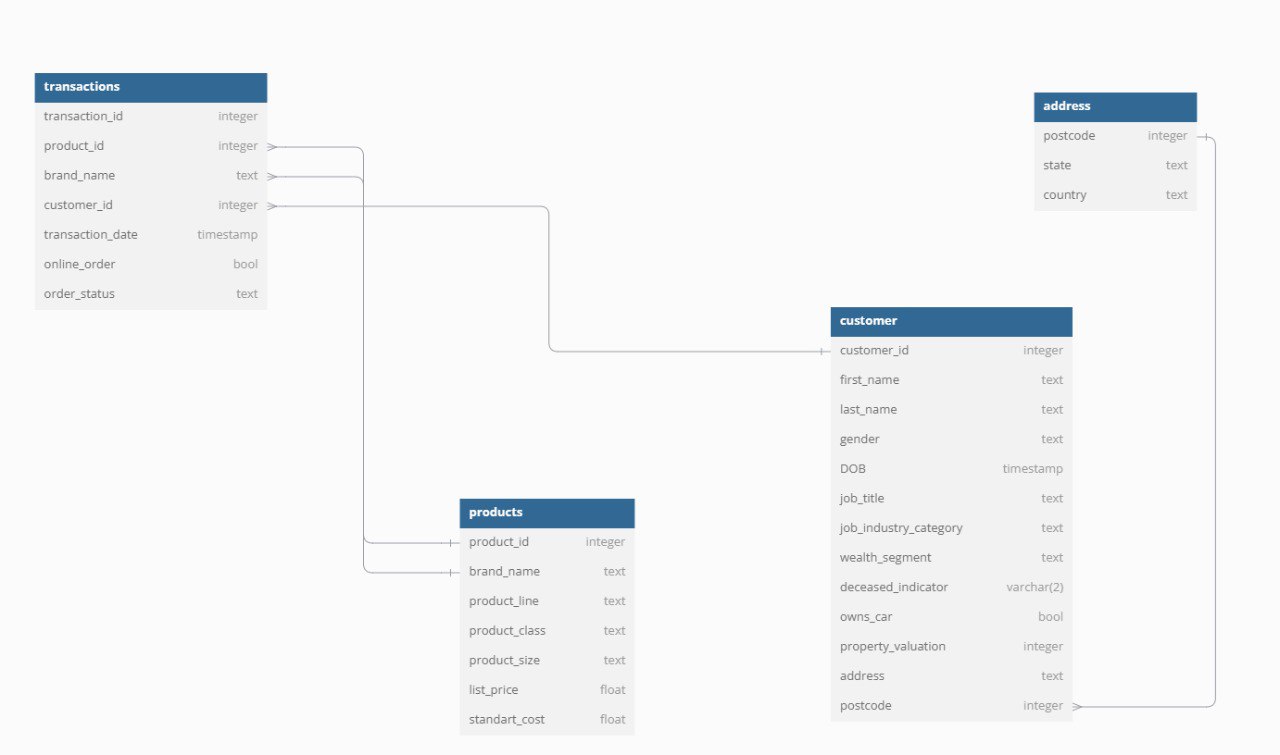 transactions
transaction_id integer
product_id integer
brand_name text
customer_id integer
transaction_date timestamp
online_order bool
order_status text
address
postcode integer
state text
country text
customer
customer_id integer
first_name text
last_name text
gender text
DOB timestamp
job_title text
job_industry_category text
wealth_segment text
deceased_indicator varchar(2)
owns_car bool
property_valuation integer
address text
postcode integer
products
product_id integer
brand_name text
product_line text
product_class text
product_size text
list_price float
standart_cost float